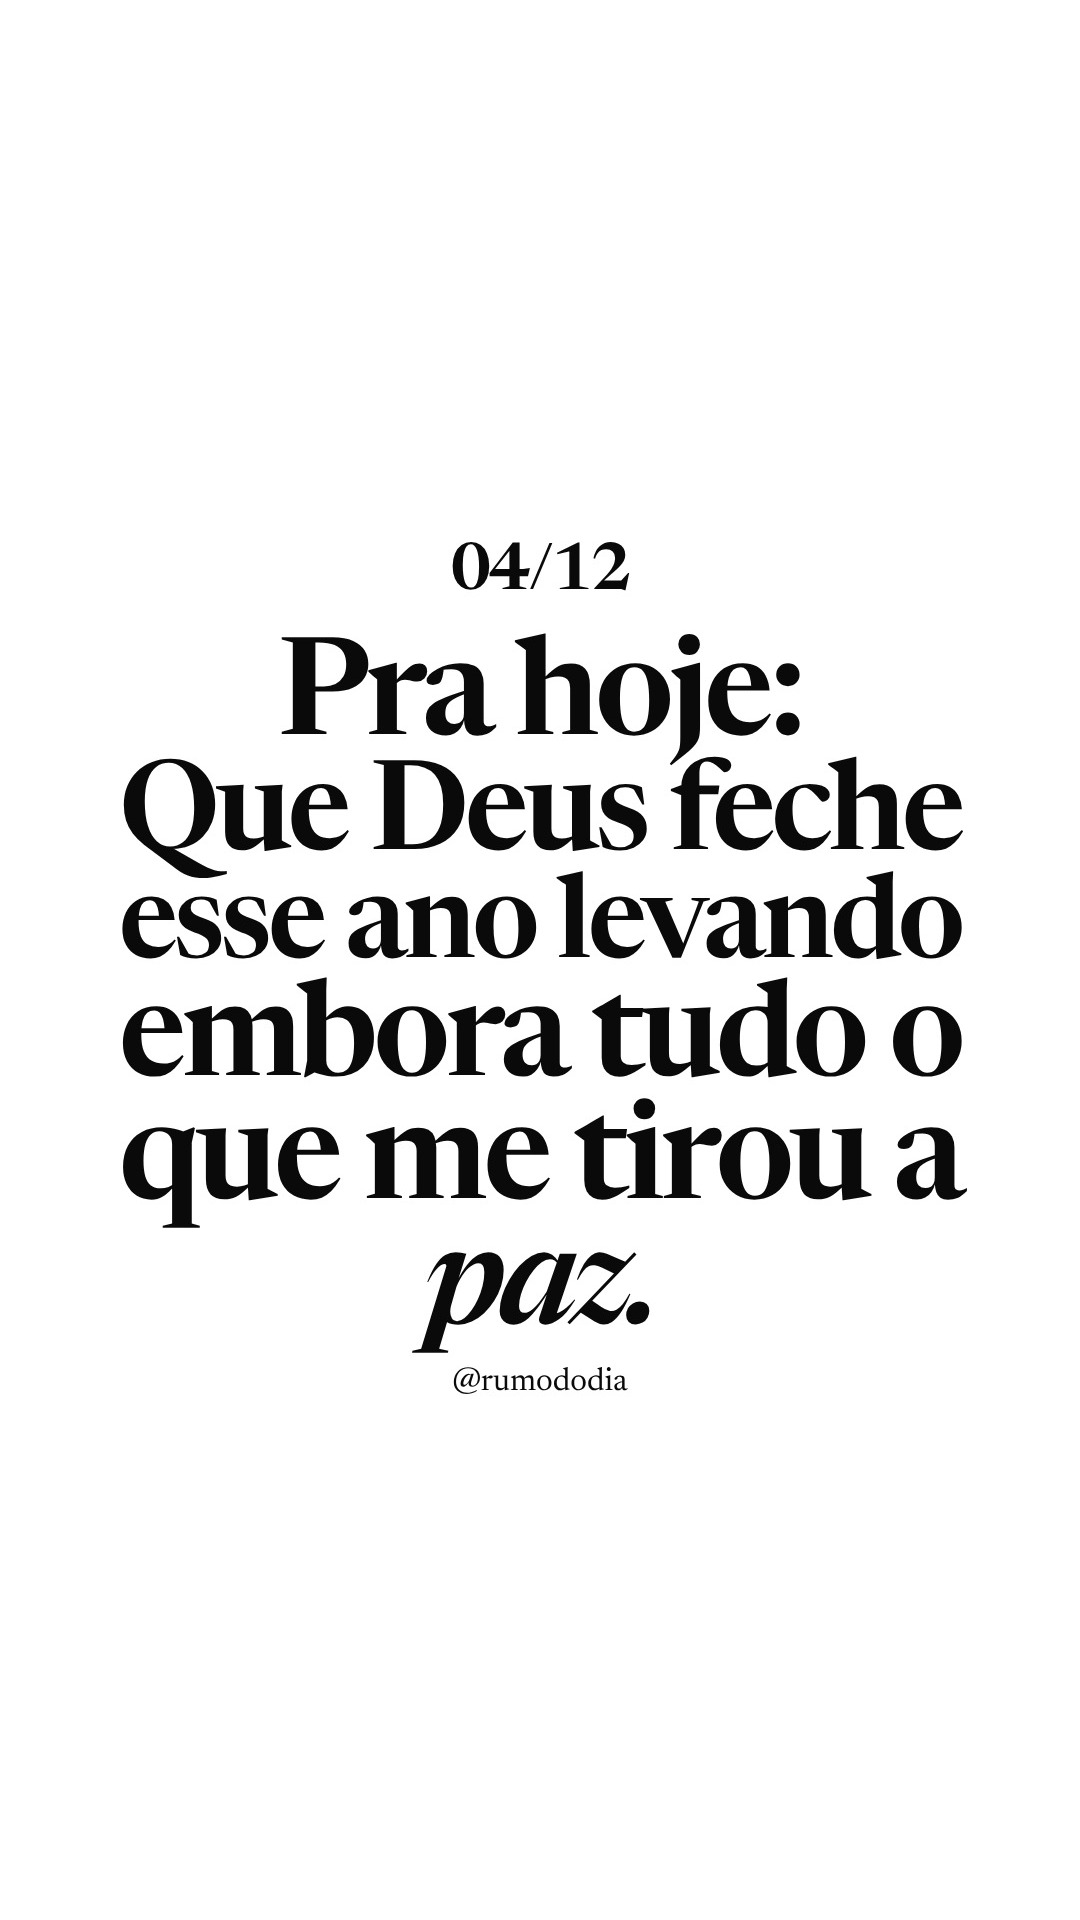 04/12
Pra hoje:
Que Deus feche
esse ano levando
embora tudo o
que me tirou a
paz.
@rumododia